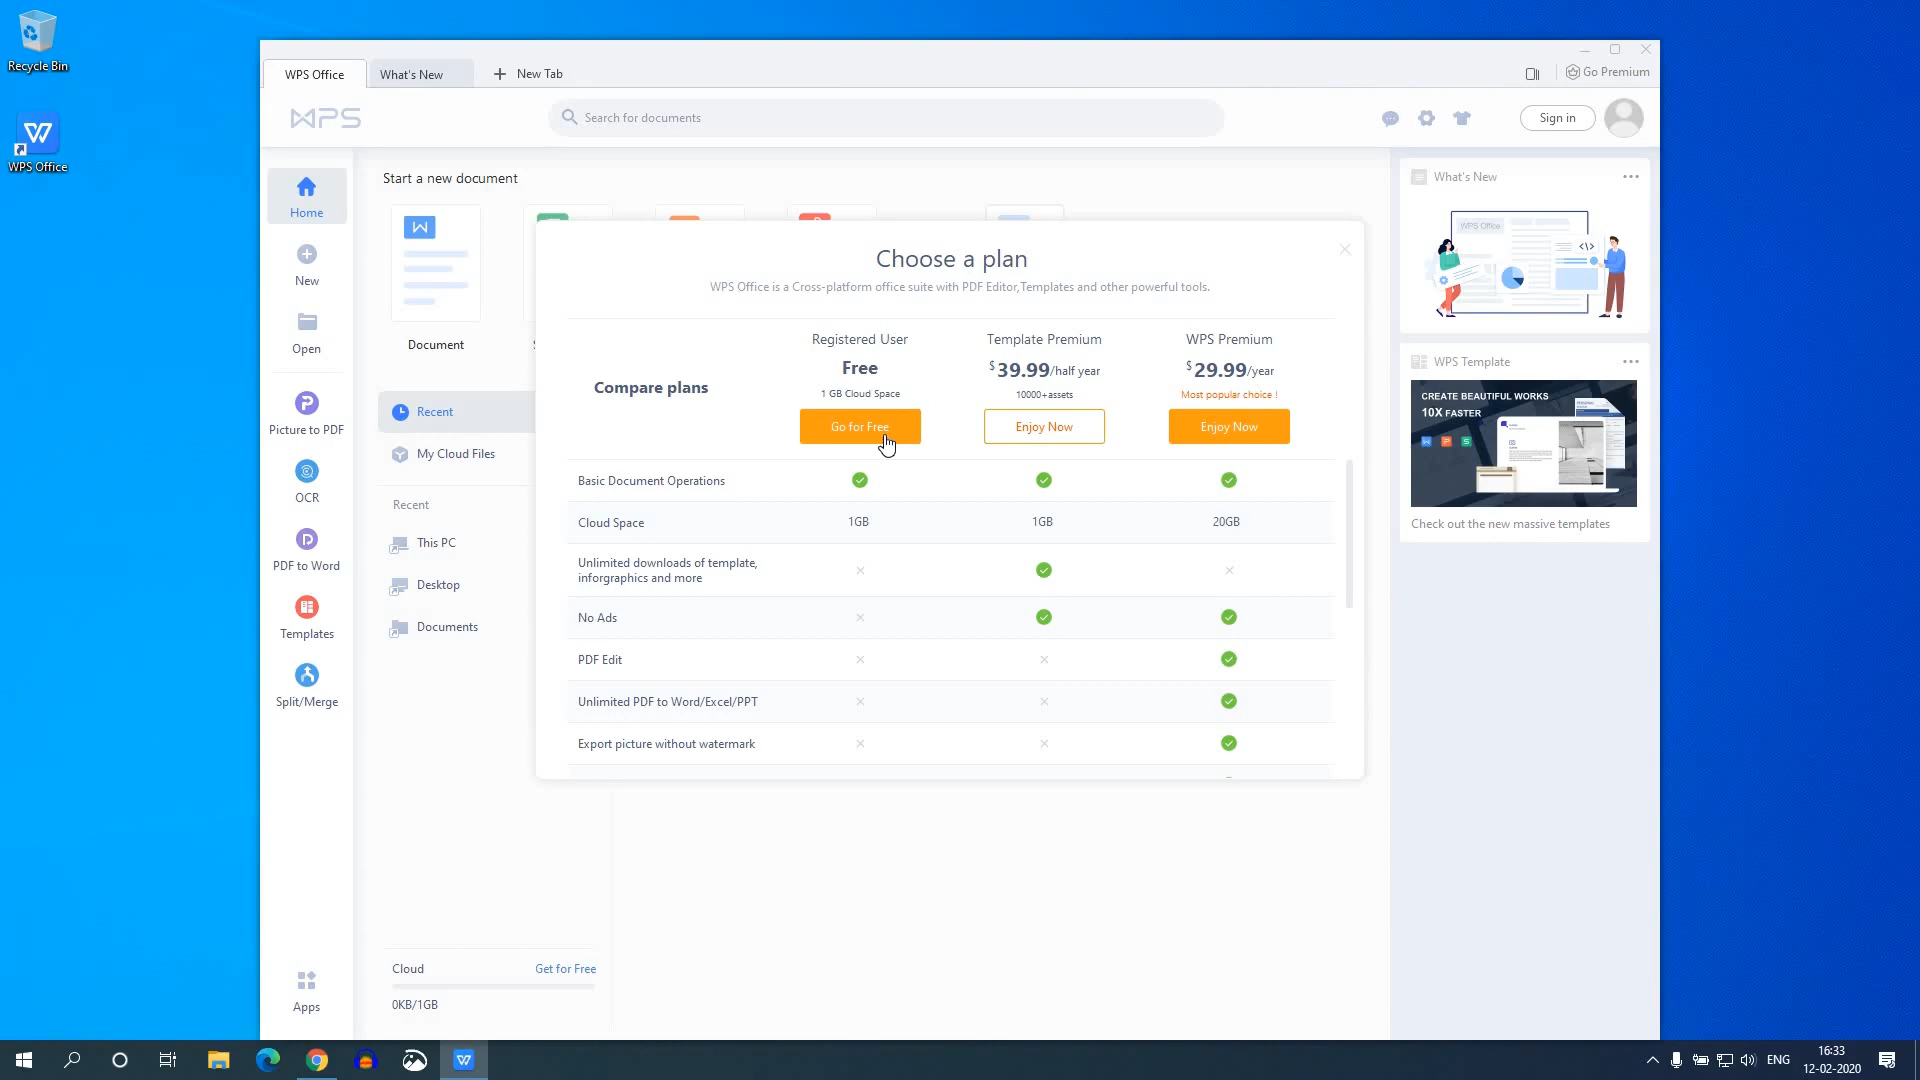 Recycle Bin
WPS Office
WPS Office
What's New
New Tab
Go Premium
WPS
Search for documents
Sign in
Home
New
Open
Picture to PDF
OCR
PDF to Word
Templates
Split/Merge
Apps
Start a new document
Document
Recent
My Cloud Files
Recent
This PC
Desktop
Documents
Cloud
Get for Free
0KB/1GB
Choose a plan
WPS Office is a Cross-platform office suite with PDF Editor,Templates and other powerful tools.
Compare plans
Registered User
Free
1 GB Cloud Space
Go for Free
Template Premium
$39.99/half year
10000+assets
Enjoy Now
WPS Premium
$29.99/year
Most popular choice !
Enjoy Now
Basic Document Operations
Cloud Space 1GB 1GB 20GB
Unlimited downloads of template,
inforgraphics and more
No Ads
PDF Edit
Unlimited PDF to Word/Excel/PPT
Export picture without watermark
What's New
WPS Office
WPS Template
CREATE BEAUTIFUL WORKS
10X FASTER
Check out the new massive templates
ENG
16:33
12-02-2020